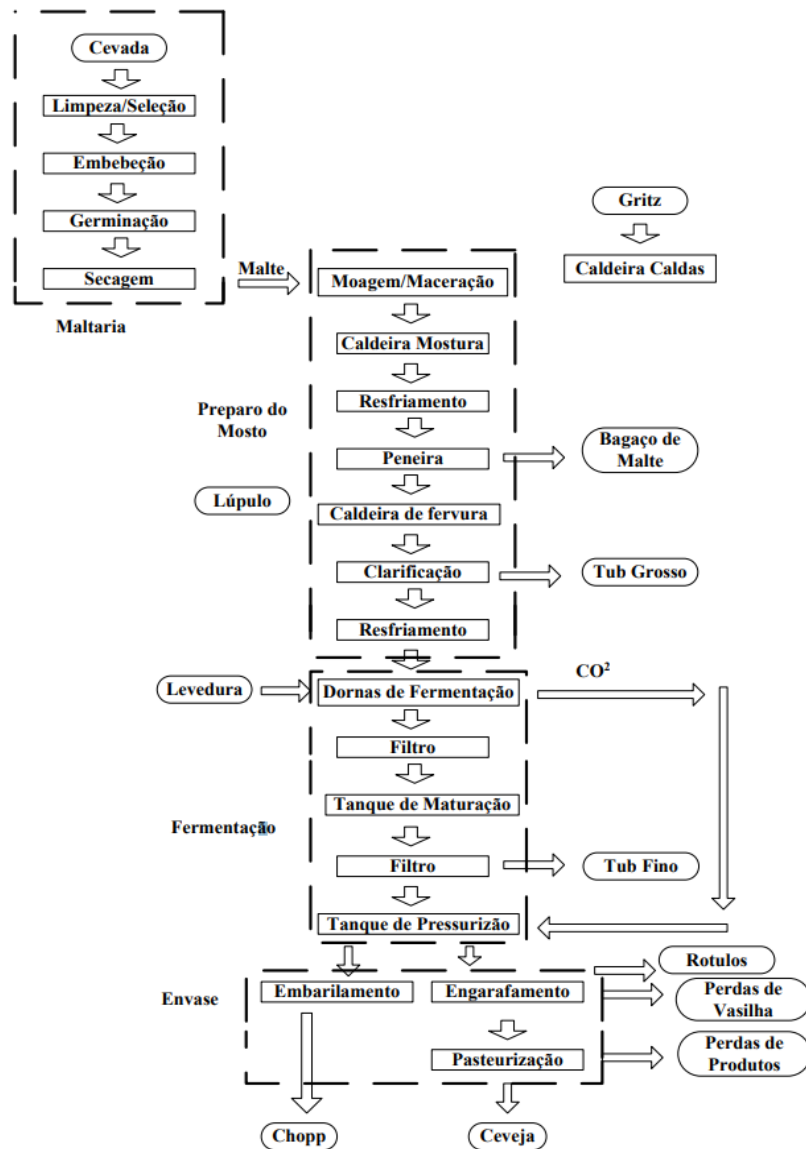 Cevada
Limpeza/Seleção
Embebeção
Germinação
Secagem
Maltaria
Malte
Gritz
Caldeira Caldas
Moagem/Maceração
Caldeira Mostura
Resfriamento
Preparo do
Mosto
Peneira
Bagaço de
Malte
Lúpulo
Caldeira de fervura
Clarificação
Tub Grosso
Resfriamento
CO²
Levedura
Dornas de Fermentação
Filtro
Tanque de Maturação
Fermentação
Filtro
Tub Fino
Tanque de Pressurizão
Rotulos
Envase
Embarilamento
Engarafamento
Perdas de
Vasilha
Pasteurização
Perdas de
Produtos
Chopp
Ceveja